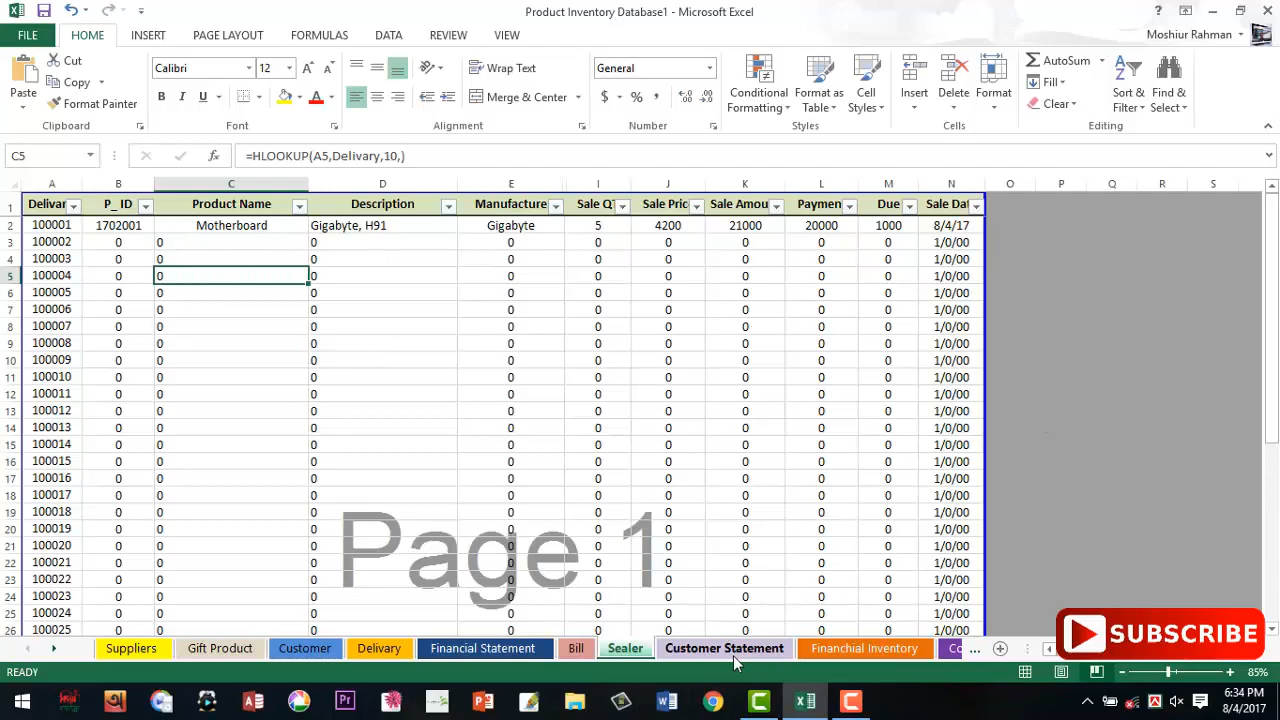 Product Inventory Database1 - Microsoft Excel
FILE HOME INSERT PAGE LAYOUT FORMULAS DATA REVIEW VIEW Moshiur Rahman
Paste Cut Copy Format Painter
Calibri 12 B I U A
Wrap Text Merge & Center
General $ % ,
Conditional Formatting Format as Table Cell Styles
Insert Delete Format
AutoSum Fill Clear Sort & Filter Find & Select
Clipboard Font Alignment Number Styles Cells Editing
C5 fx =HLOOKUP(A5,Delivary,10,)
A B C D E I J K L M N O P Q R S
1 Delivar P_ID Product Name Description Manufacture Sale Q Sale Pric Sale Amou Paymen Due Sale Dat
2 100001 1702001 Motherboard Gigabyte, H91 Gigabyte 5 4200 21000 20000 1000 8/4/17
3 100002 0 0 0 0 0 0 0 0 0 1/0/00
4 100003 0 0 0 0 0 0 0 0 0 1/0/00
5 100004 0 0 0 0 0 0 0 0 0 1/0/00
6 100005 0 0 0 0 0 0 0 0 0 1/0/00
7 100006 0 0 0 0 0 0 0 0 0 1/0/00
8 100007 0 0 0 0 0 0 0 0 0 1/0/00
9 100008 0 0 0 0 0 0 0 0 0 1/0/00
10 100009 0 0 0 0 0 0 0 0 0 1/0/00
11 100010 0 0 0 0 0 0 0 0 0 1/0/00
12 100011 0 0 0 0 0 0 0 0 0 1/0/00
13 100012 0 0 0 0 0 0 0 0 0 1/0/00
14 100013 0 0 0 0 0 0 0 0 0 1/0/00
15 100014 0 0 0 0 0 0 0 0 0 1/0/00
16 100015 0 0 0 0 0 0 0 0 0 1/0/00
17 100016 0 0 0 0 0 0 0 0 0 1/0/00
18 100017 0 0 0 0 0 0 0 0 0 1/0/00
19 100018 0 0 0 0 0 0 0 0 0 1/0/00
20 100019 0 0 0 0 0 0 0 0 0 1/0/00
21 100020 0 0 0 0 0 0 0 0 0 1/0/00
22 100021 0 0 0 0 0 0 0 0 0 1/0/00
23 100022 0 0 0 0 0 0 0 0 0 1/0/00
24 100023 0 0 0 0 0 0 0 0 0 1/0/00
25 100024 0 0 0 0 0 0 0 0 0 1/0/00
26 100025 0 0 0 0 0 0 0 0 0 1/0/00
Page 1
SUBSCRIBE
Suppliers Gift Product Customer Delivary Financial Statement Bill Sealer Customer Statement Financhial Inventory Co ...
READY 85%
6:34 PM
8/4/2017